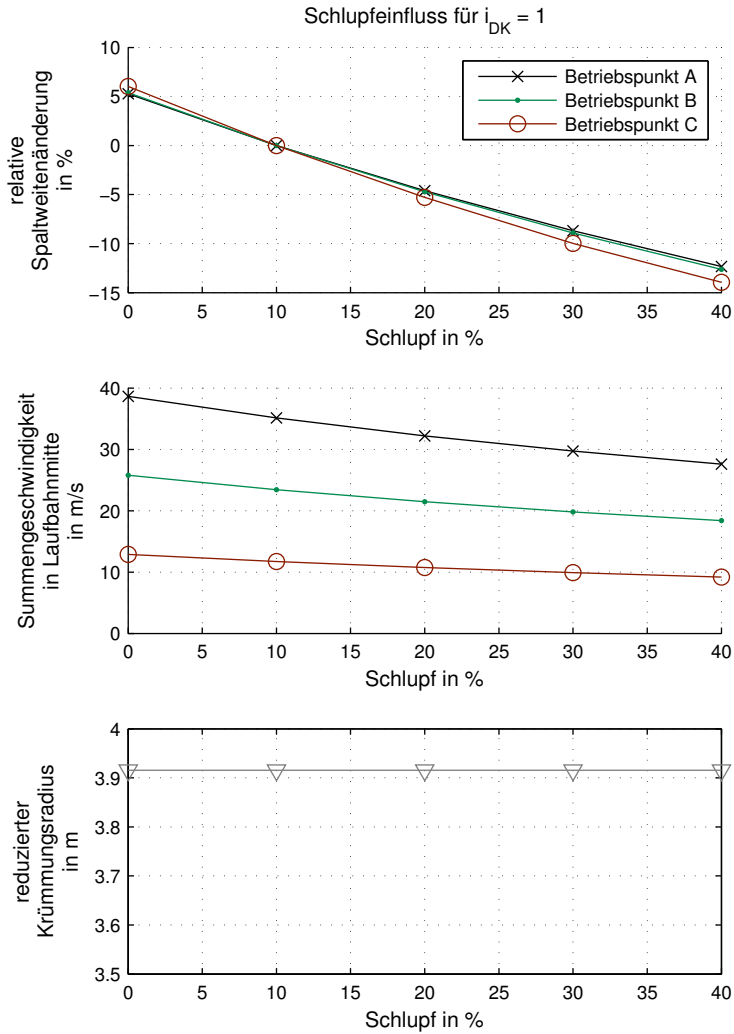 Schlupfeinfluss für i_DK = 1
10
5
0
−5
−10
−15
relative
Spaltweitenänderung
in %
Betriebspunkt A
Betriebspunkt B
Betriebspunkt C
0 5 10 15 20 25 30 35 40
Schlupf in %
40
30
20
10
0
Summengeschwindigkeit
in Laufbahnmitte
in m/s
0 5 10 15 20 25 30 35 40
Schlupf in %
4
3.9
3.8
3.7
3.6
3.5
reduzierter
Krümmungsradius
in m
0 5 10 15 20 25 30 35 40
Schlupf in %